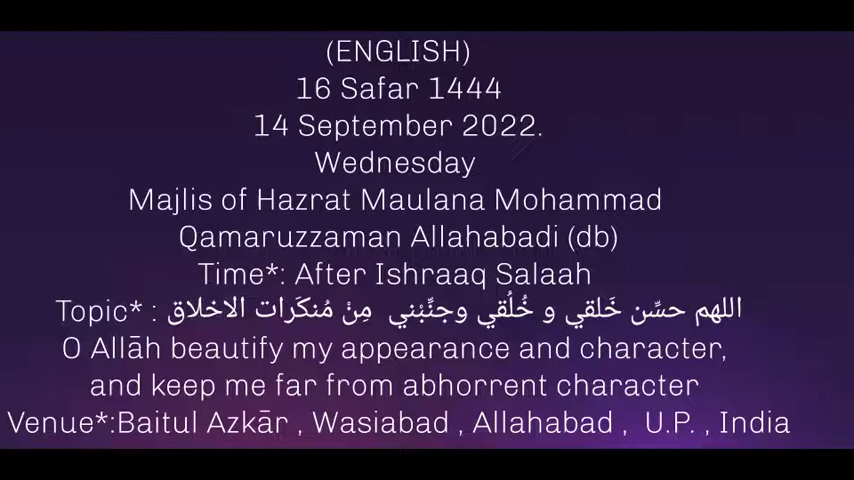 (ENGLISH)
16 Safar 1444
14 September 2022.
Wednesday
Majlis of Hazrat Maulana Mohammad
Qamaruzzaman Allahabadi (db)
Time*: After Ishraaq Salaah
Topic* : اللهم حسِّن خَلقي و خُلُقي وجنِّبْني مِنْ مُنكَرات الاخلاق
O Allāh beautify my appearance and character,
and keep me far from abhorrent character
Venue*:Baitul Azkār , Wasiabad , Allahabad , U.P. , India